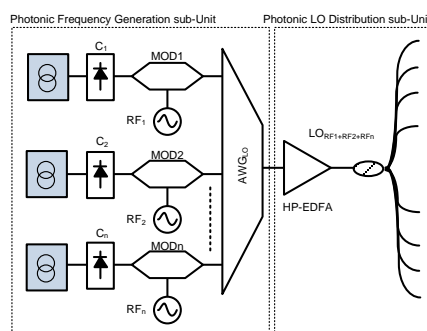 Photonic Frequency Generation sub-Unit
Photonic LO Distribution sub-Uni
C1
MOD1
RF1
C2
MOD2
RF2
Cn
MODn
RFn
AWGLO
HP-EDFA
LORF1+RF2+RFn